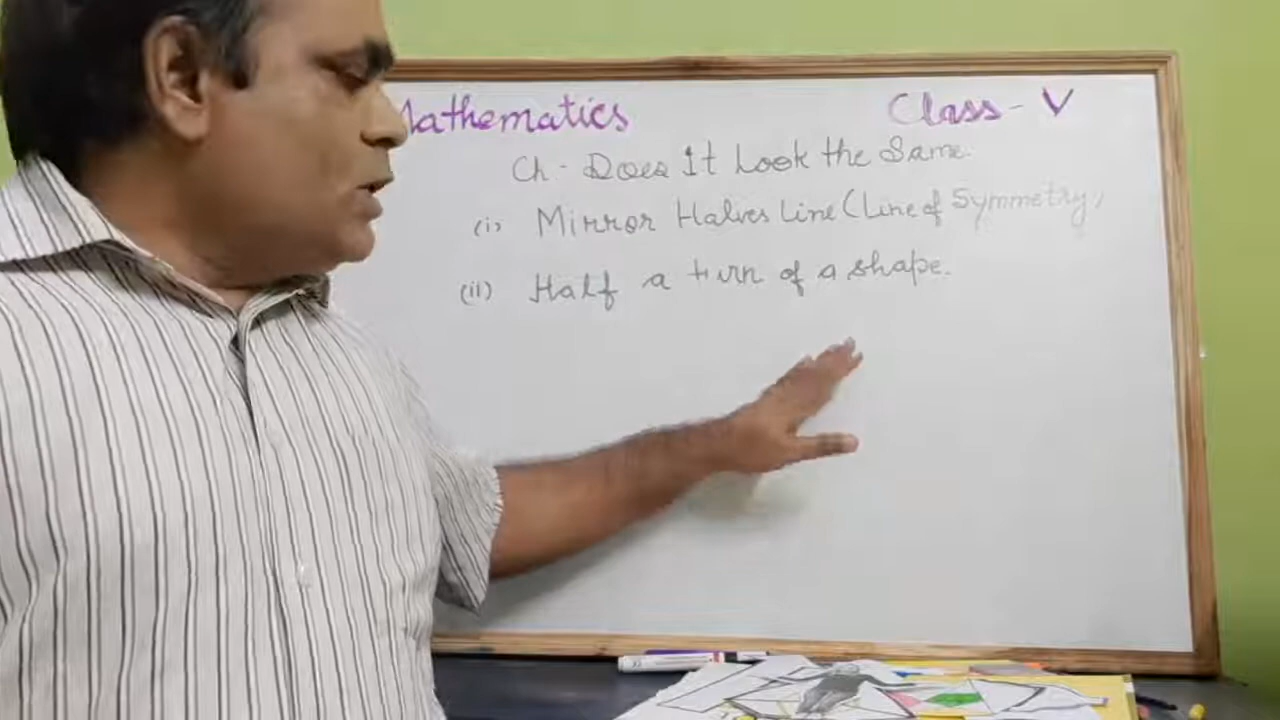 Mathematics Class - V
Ch - Does It Look the Same.
(i) Mirror Halves Line (Line of Symmetry)
(ii) Half a turn of a shape.